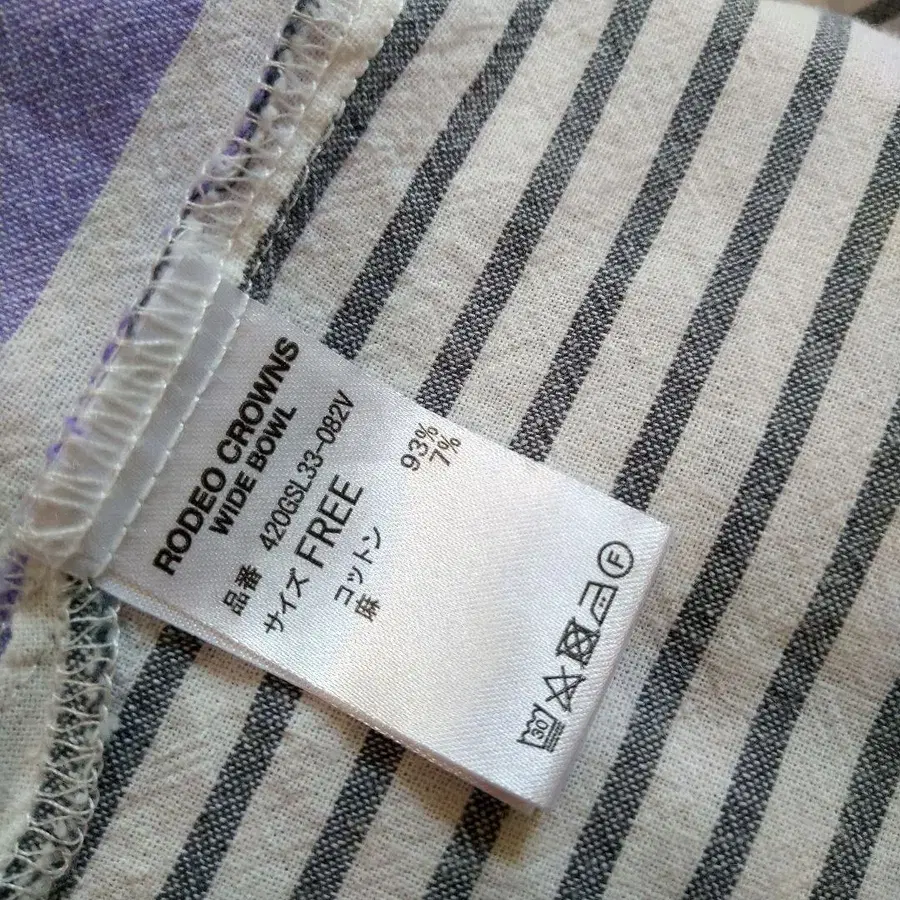 RODEO CROWNS
WIDE BOWL
品番 420GSL33-082V
サイズ FREE
コットン 93%
麻 7%
30 F